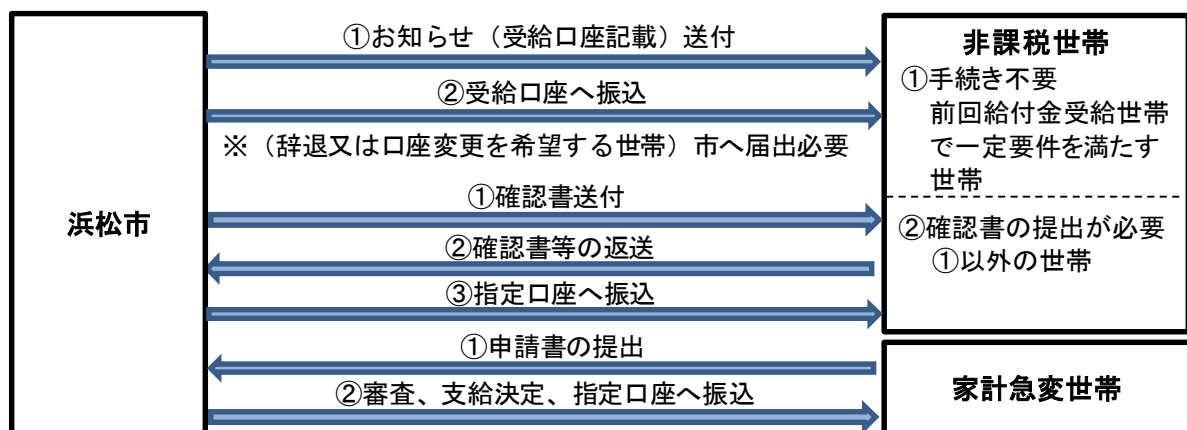 浜松市
①お知らせ（受給口座記載）送付
②受給口座へ振込
※（辞退又は口座変更を希望する世帯）市へ届出必要
①確認書送付
②確認書等の返送
③指定口座へ振込
①申請書の提出
②審査、支給決定、指定口座へ振込
非課税世帯
①手続き不要
前回給付金受給世帯
で一定要件を満たす
世帯
②確認書の提出が必要
①以外の世帯
家計急変世帯